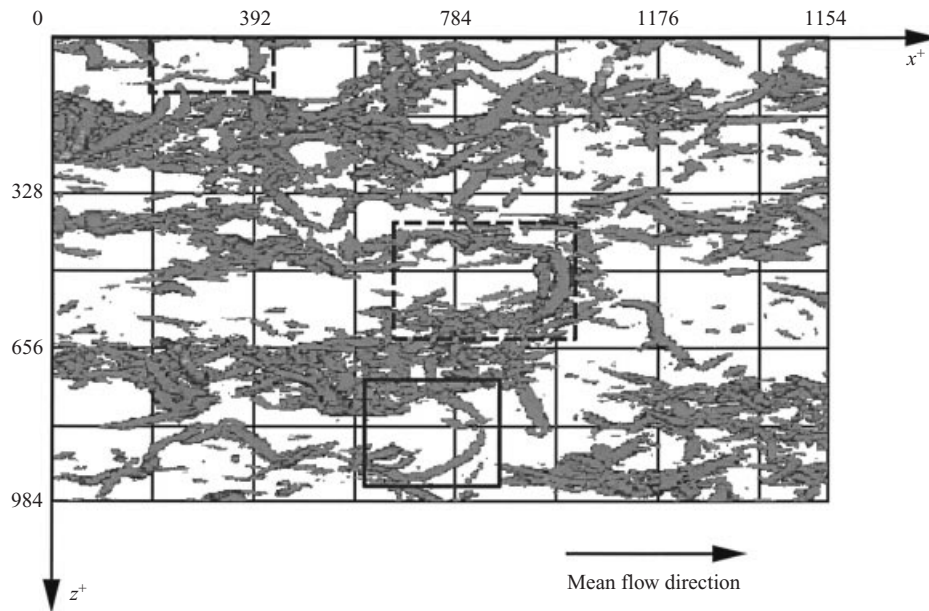 0 392 784 1176 1154
x+
328
656
984
z+
Mean flow direction